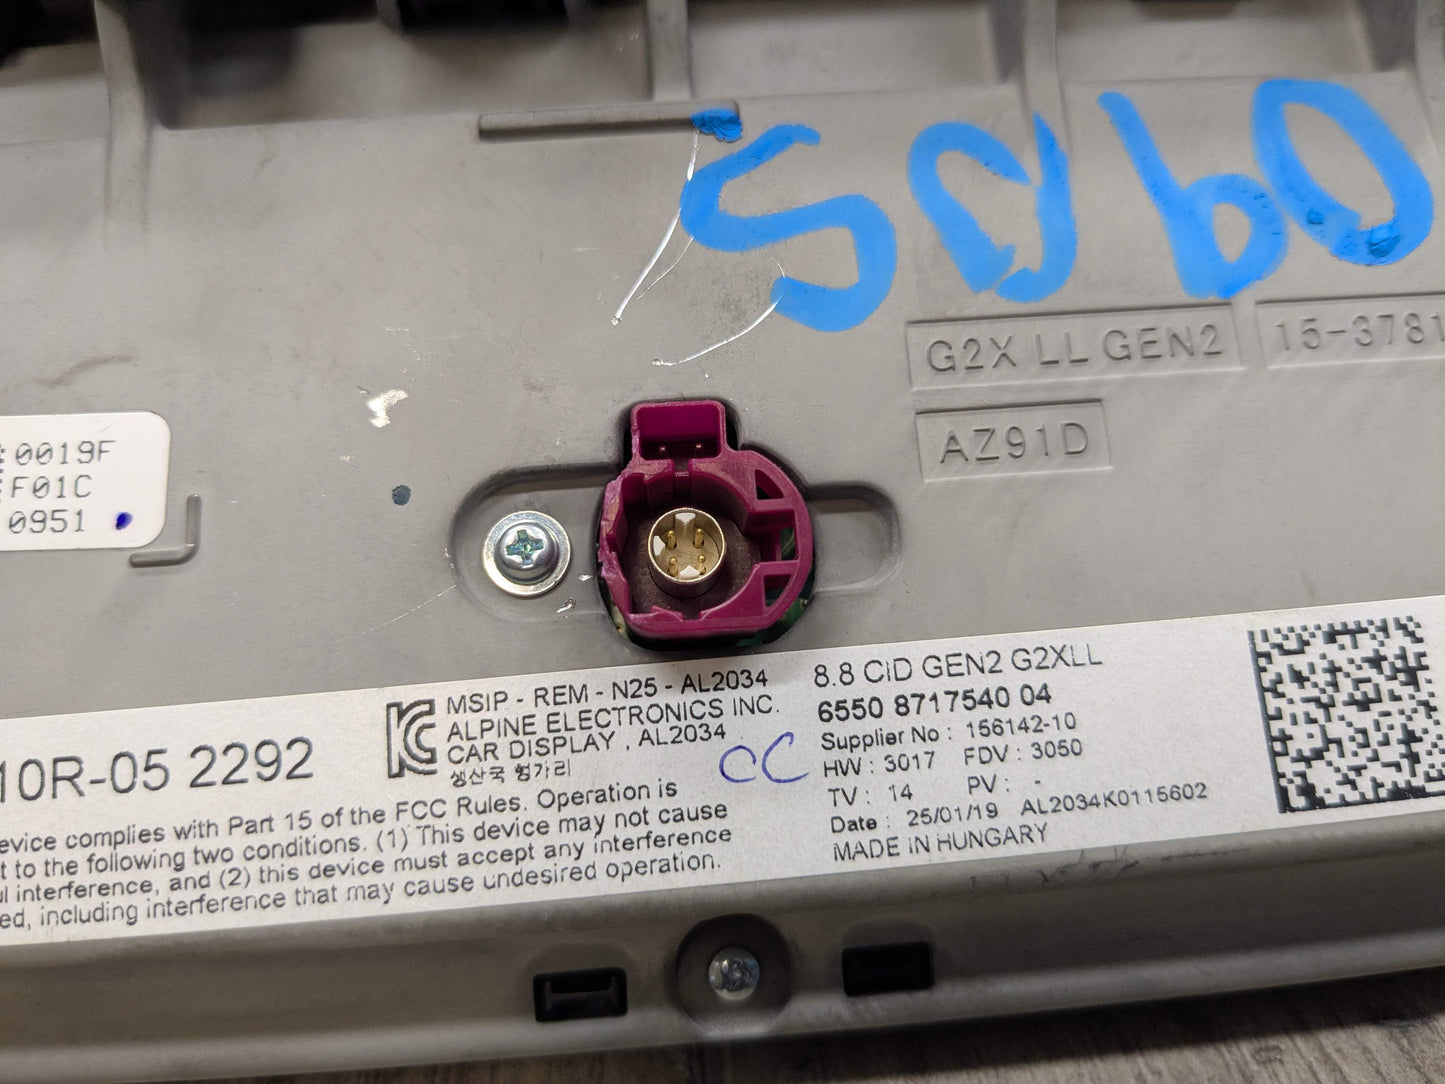 G2X LL GEN2
15-3781
AZ91D
0019F
F01C
0951
10R-05 2292
MSIP - REM - N25 - AL2034
ALPINE ELECTRONICS INC.
CAR DISPLAY , AL2034
생산국 헝가리
CC
evice complies with Part 15 of the FCC Rules. Operation is
t to the following two conditions. (1) This device may not cause
ul interference, and (2) this device must accept any interference
ed, including interference that may cause undesired operation.
8.8 CID GEN2 G2XLL
6550 8717540 04
Supplier No : 156142-10
HW : 3017 FDV : 3050
TV : 14 PV : -
Date : 25/01/19 AL2034K0115602
MADE IN HUNGARY